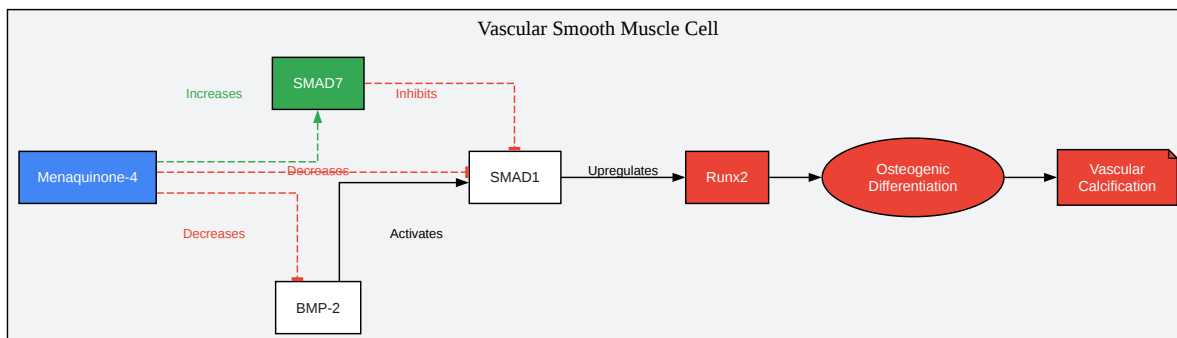 Vascular Smooth Muscle Cell
SMAD7
Increases
Inhibits
Menaquinone-4
Decreases
SMAD1
Upregulates
Runx2
Osteogenic
Differentiation
Vascular
Calcification
Decreases
Activates
BMP-2